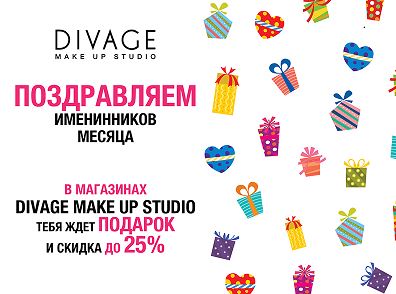 DIVAGE
MAKE UP STUDIO
ПОЗДРАВЛЯЕМ
ИМЕНИННИКОВ
МЕСЯЦА
В МАГАЗИНАХ
DIVAGE MAKE UP STUDIO
ТЕБЯ ЖДЕТ ПОДАРОК
И СКИДКА ДО 25%